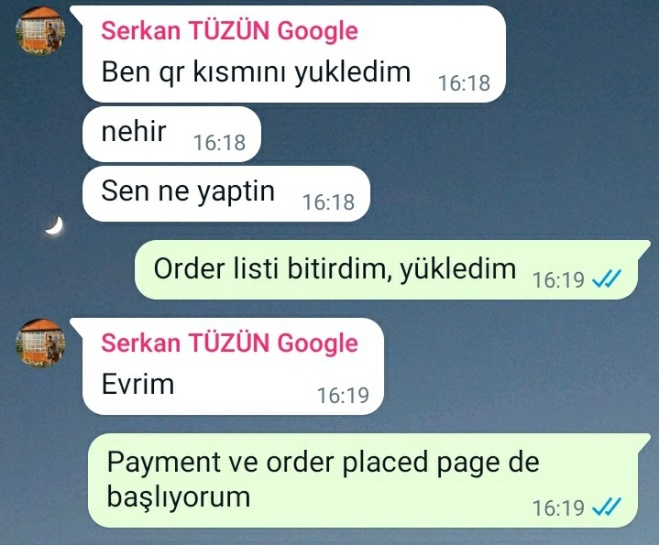 Serkan TÜZÜN Google
Ben qr kısmını yukledim 16:18
nehir 16:18
Sen ne yaptin 16:18
Order listi bitirdim, yükledim 16:19
Serkan TÜZÜN Google
Evrim 16:19
Payment ve order placed page de
başlıyorum 16:19